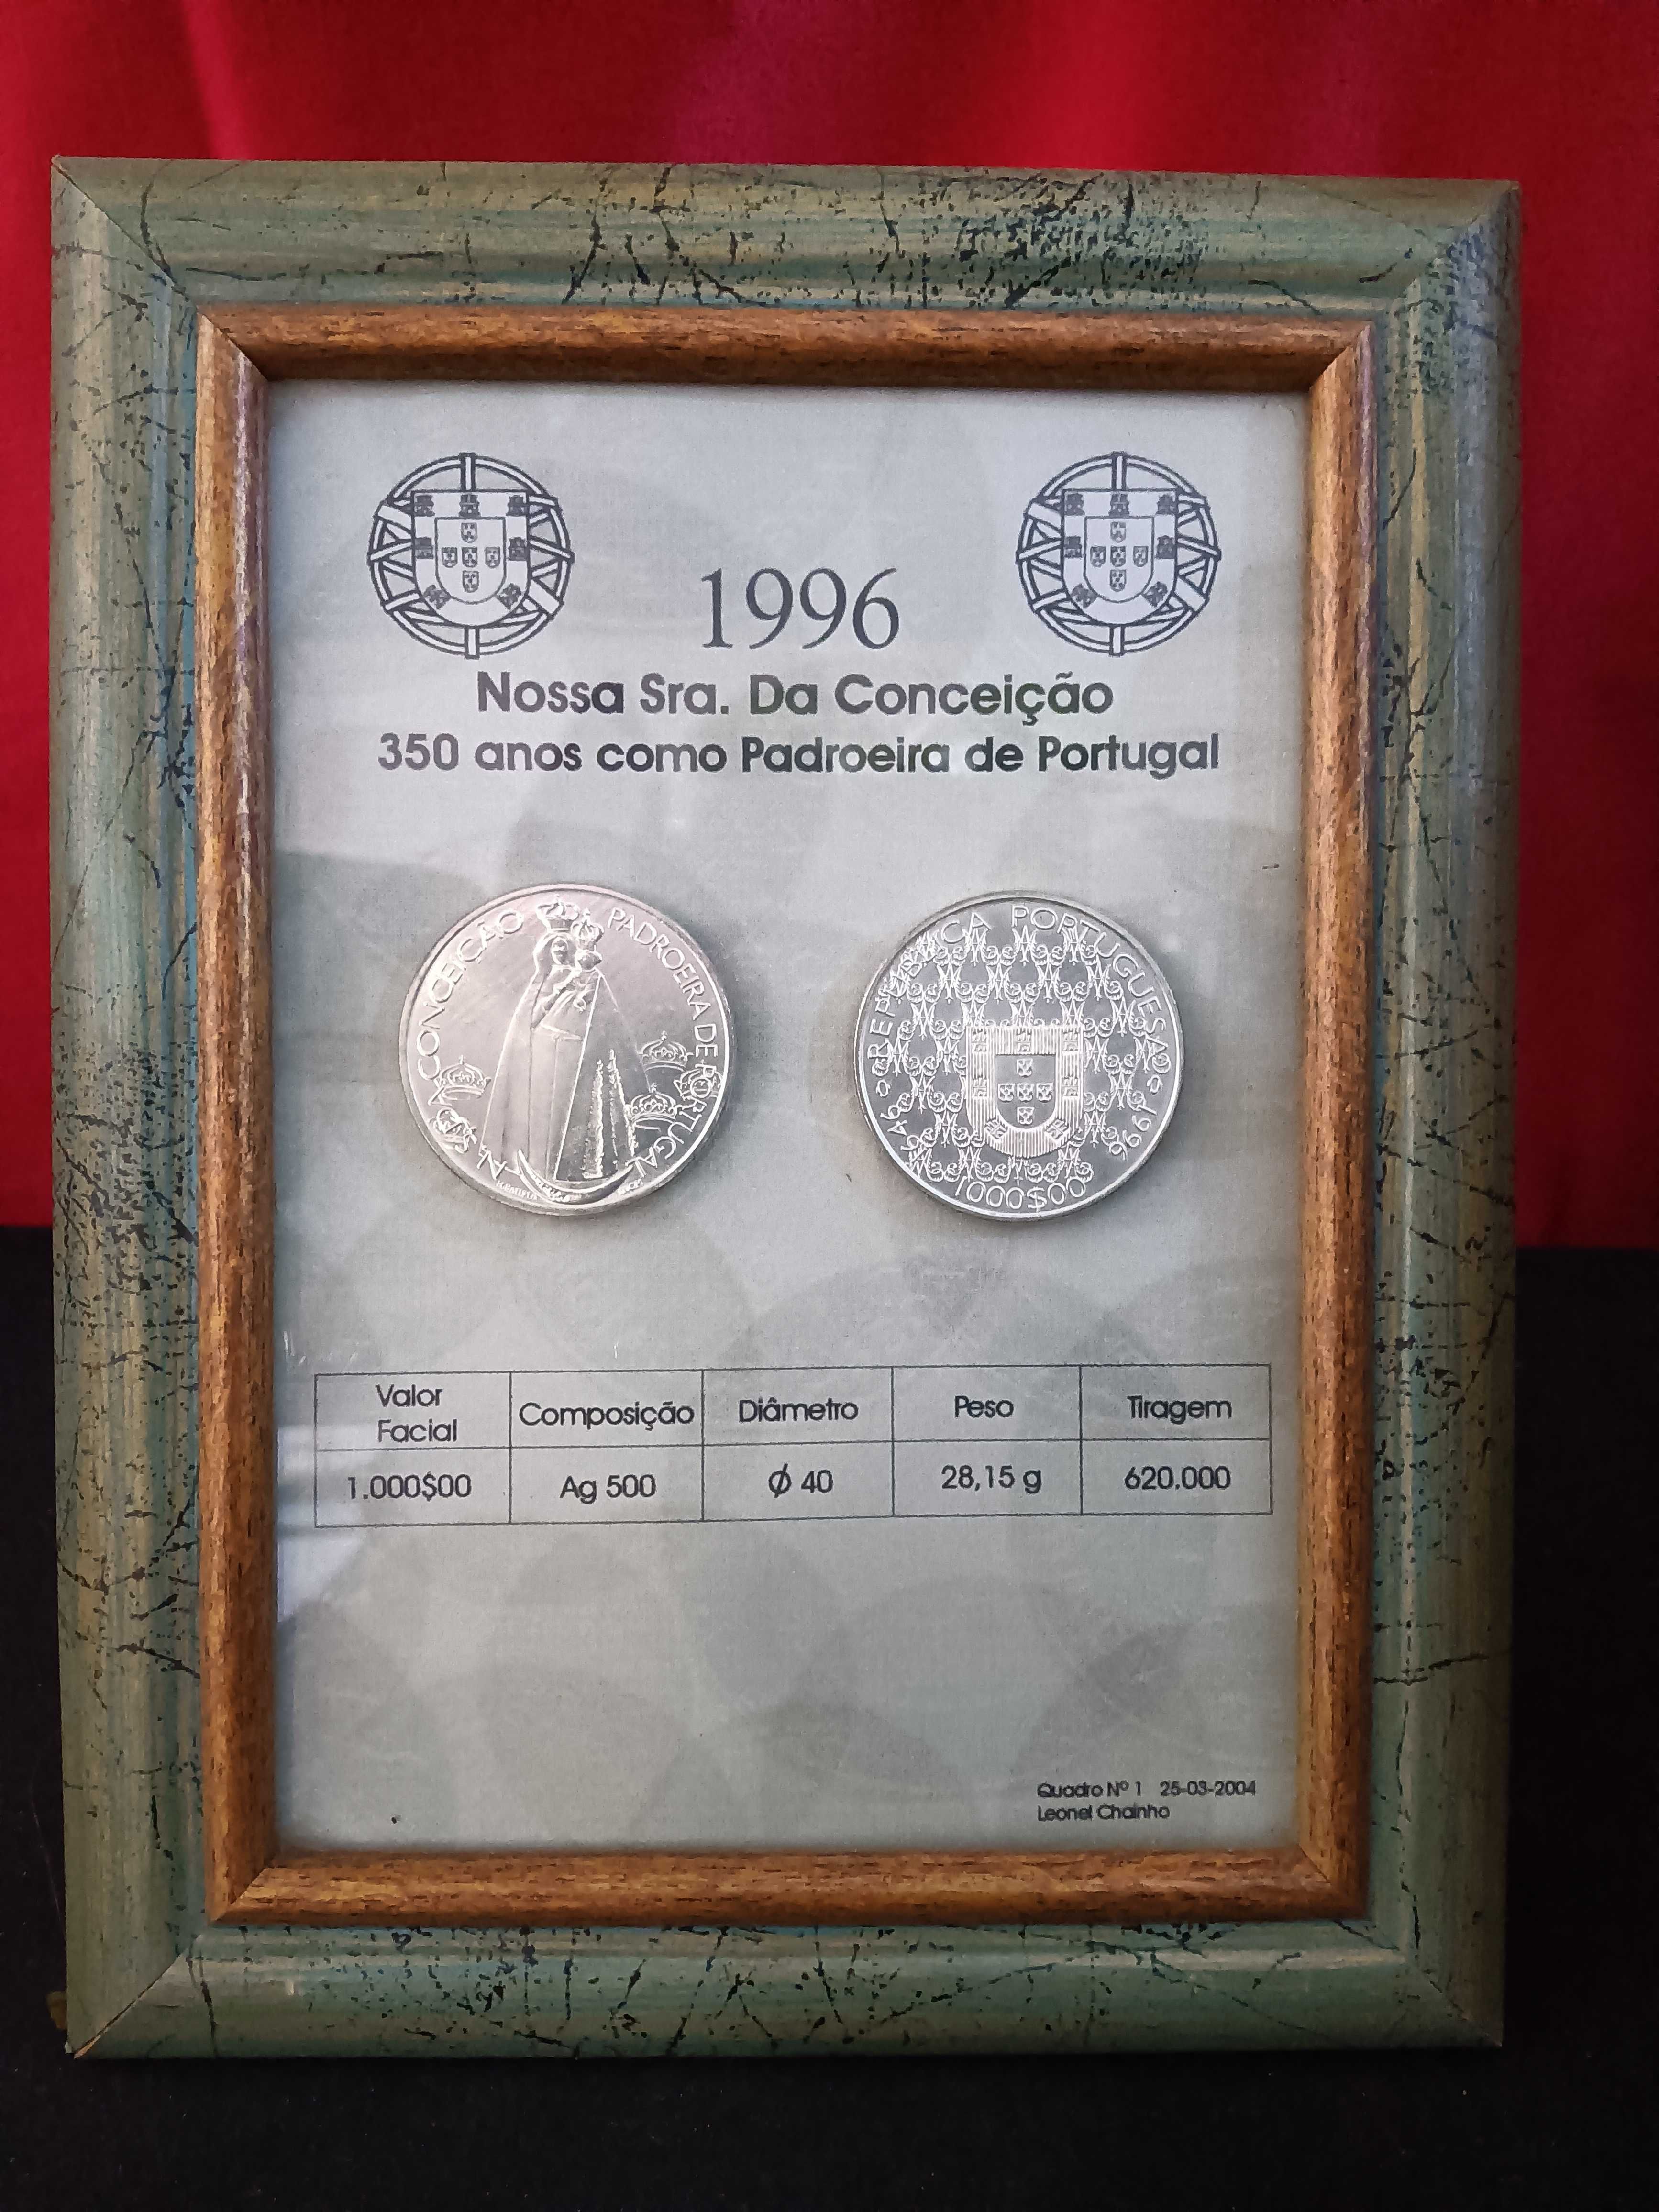 1996
Nossa Sra. Da Conceição
350 anos como Padroeira de Portugal
Nª SRª CONCEIÇÃO PADROEIRA DE PORTUGAL
REPÚBLICA PORTUGUESA
1646 1996
1000$00
Valor Facial Composição Diâmetro Peso Tiragem
1.000$00 Ag 500 Ø 40 28,15 g 620.000
Quadro Nº 1 25-03-2004
Leonel Chainho